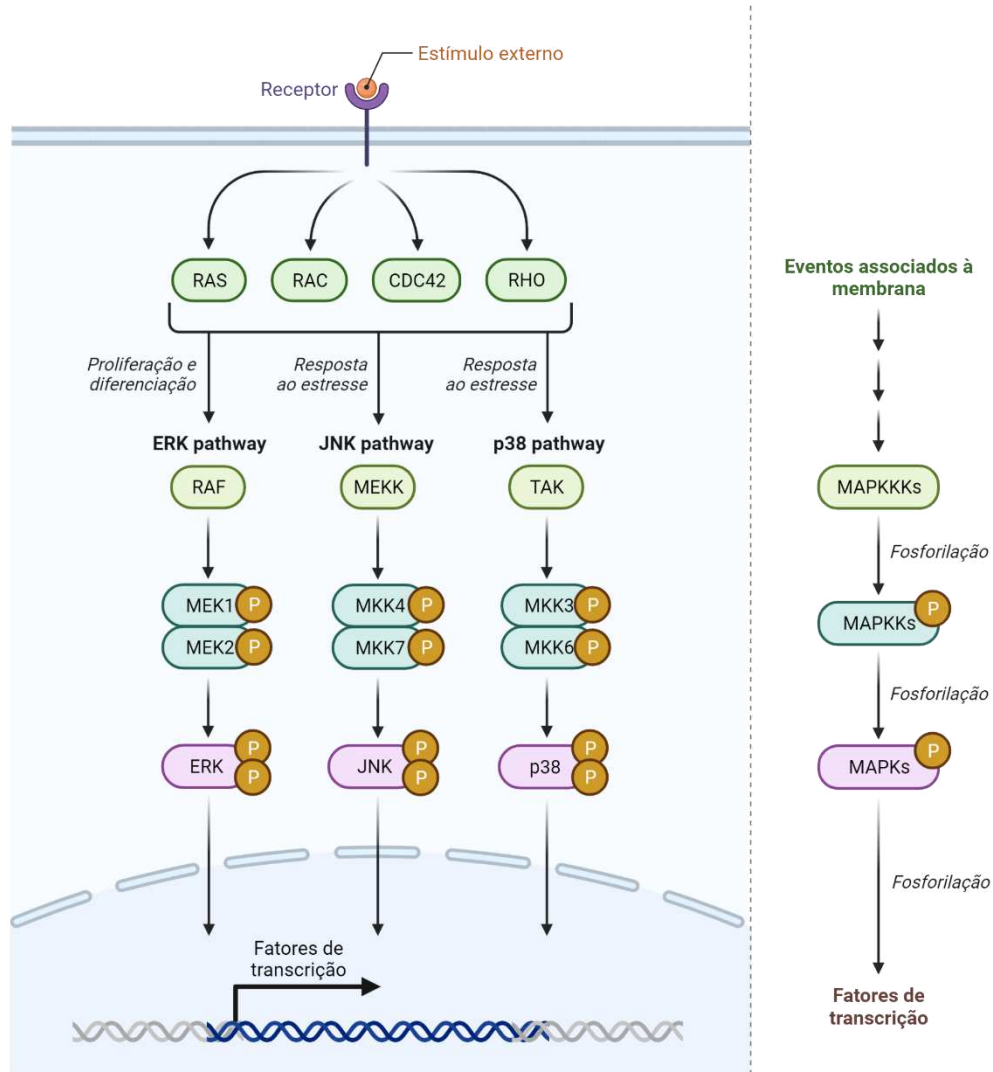 Estímulo externo
Receptor
RAS
RAC
CDC42
RHO
Proliferação e
diferenciação
Resposta
ao estresse
Resposta
ao estresse
ERK pathway
JNK pathway
p38 pathway
RAF
MEKK
TAK
MEK1 P
MEK2 P
MKK4 P
MKK7 P
MKK3 P
MKK6 P
ERK P P
JNK P P
p38 P P
Fatores de
transcrição
Eventos associados à
membrana
MAPKKKs
Fosforilação
MAPKKs P
Fosforilação
MAPKs P
Fosforilação
Fatores de
transcrição